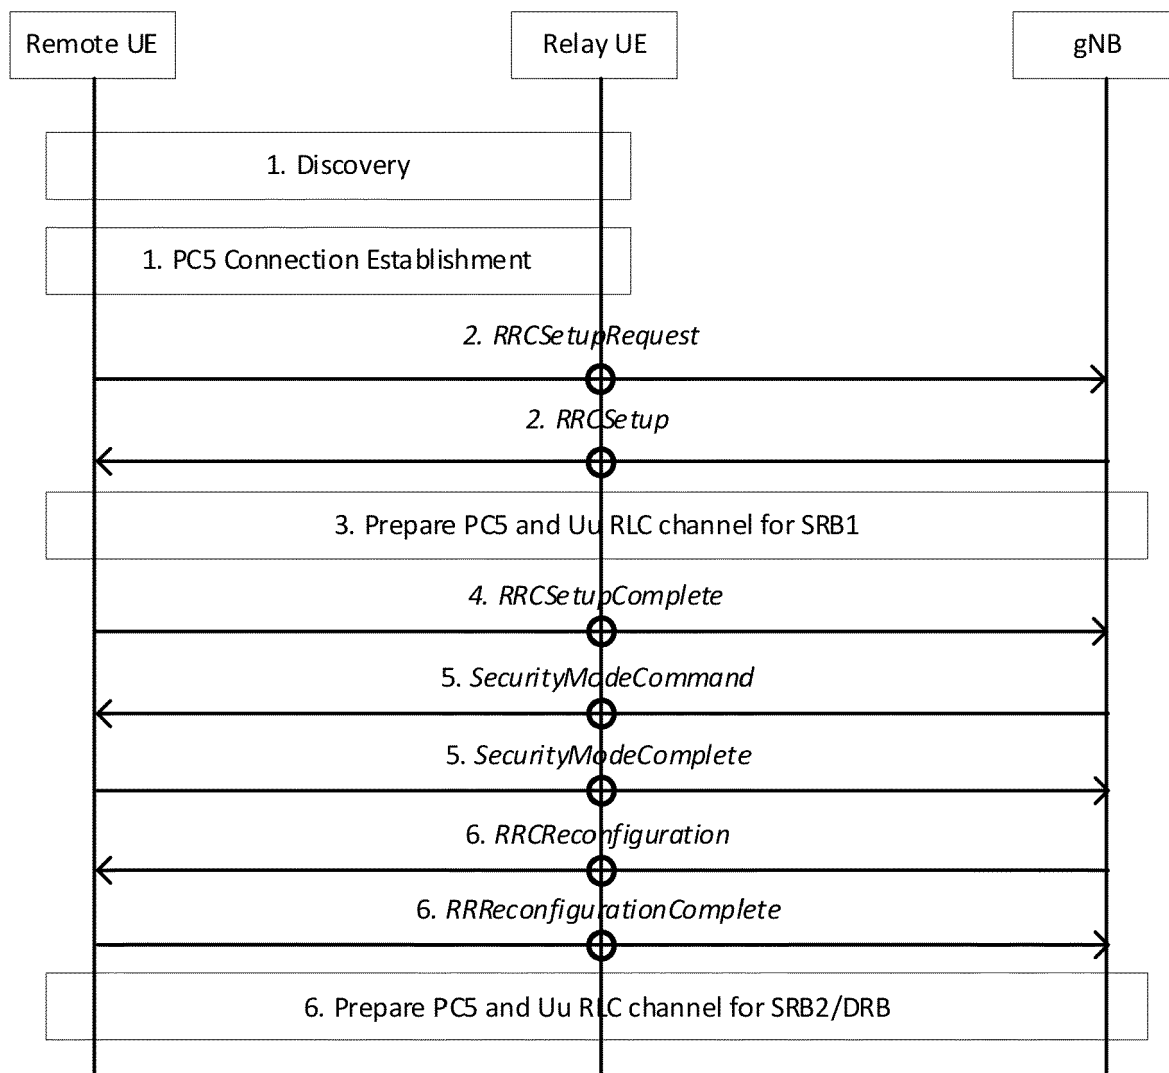 Remote UE
Relay UE
gNB
1. Discovery
1. PC5 Connection Establishment
2. RRCSetupRequest
2. RRCSetup
3. Prepare PC5 and Uu RLC channel for SRB1
4. RRCSetupComplete
5. SecurityModeCommand
5. SecurityModeComplete
6. RRCReconfiguration
6. RRReconfigurationComplete
6. Prepare PC5 and Uu RLC channel for SRB2/DRB